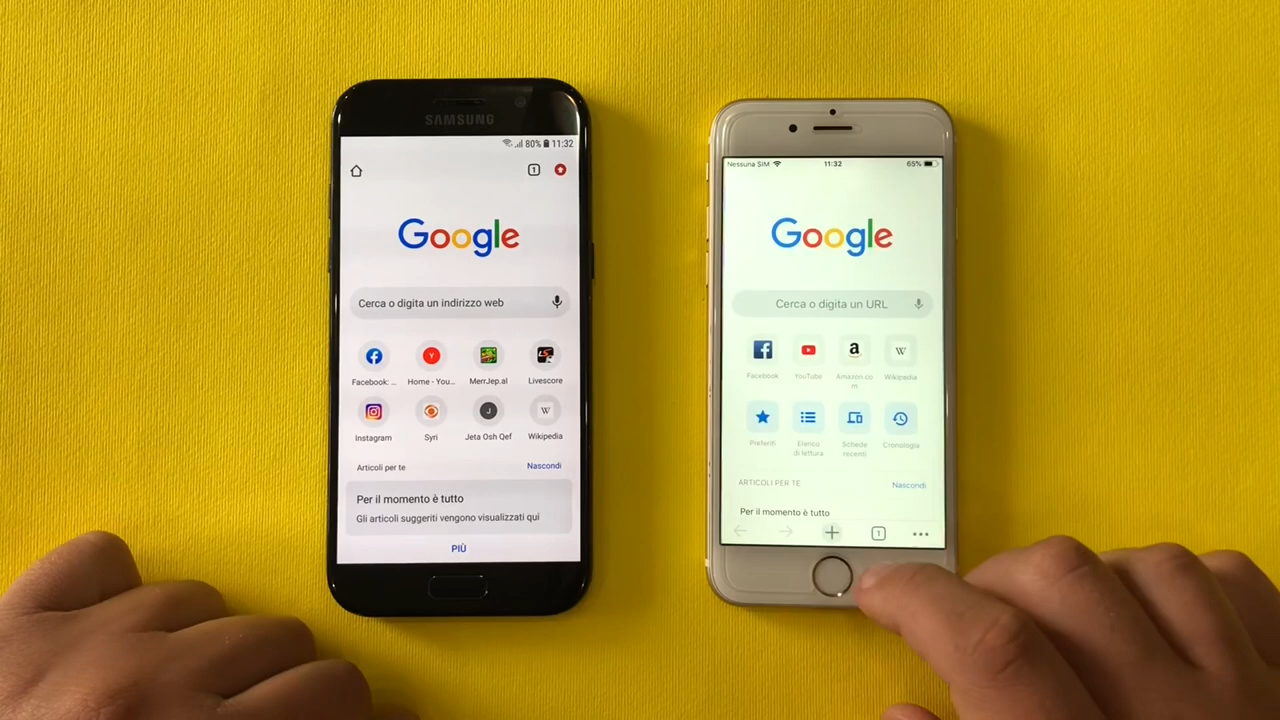 SAMSUNG
80% 11:32
1
Google
Cerca o digita un indirizzo web
Facebook: ...
Home - You...
MerrJep.al
Livescore
Instagram
Syri
Jeta Osh Qef
Wikipedia
Articoli per te
Nascondi
Per il momento è tutto
Gli articoli suggeriti vengono visualizzati qui
PIÙ
Nessuna SIM
11:32
65%
Google
Cerca o digita un URL
Facebook
YouTube
Amazon.co
m
Wikipedia
Preferiti
Elenco
di lettura
Schede
recenti
Cronologia
ARTICOLI PER TE
Nascondi
Per il momento è tutto
1